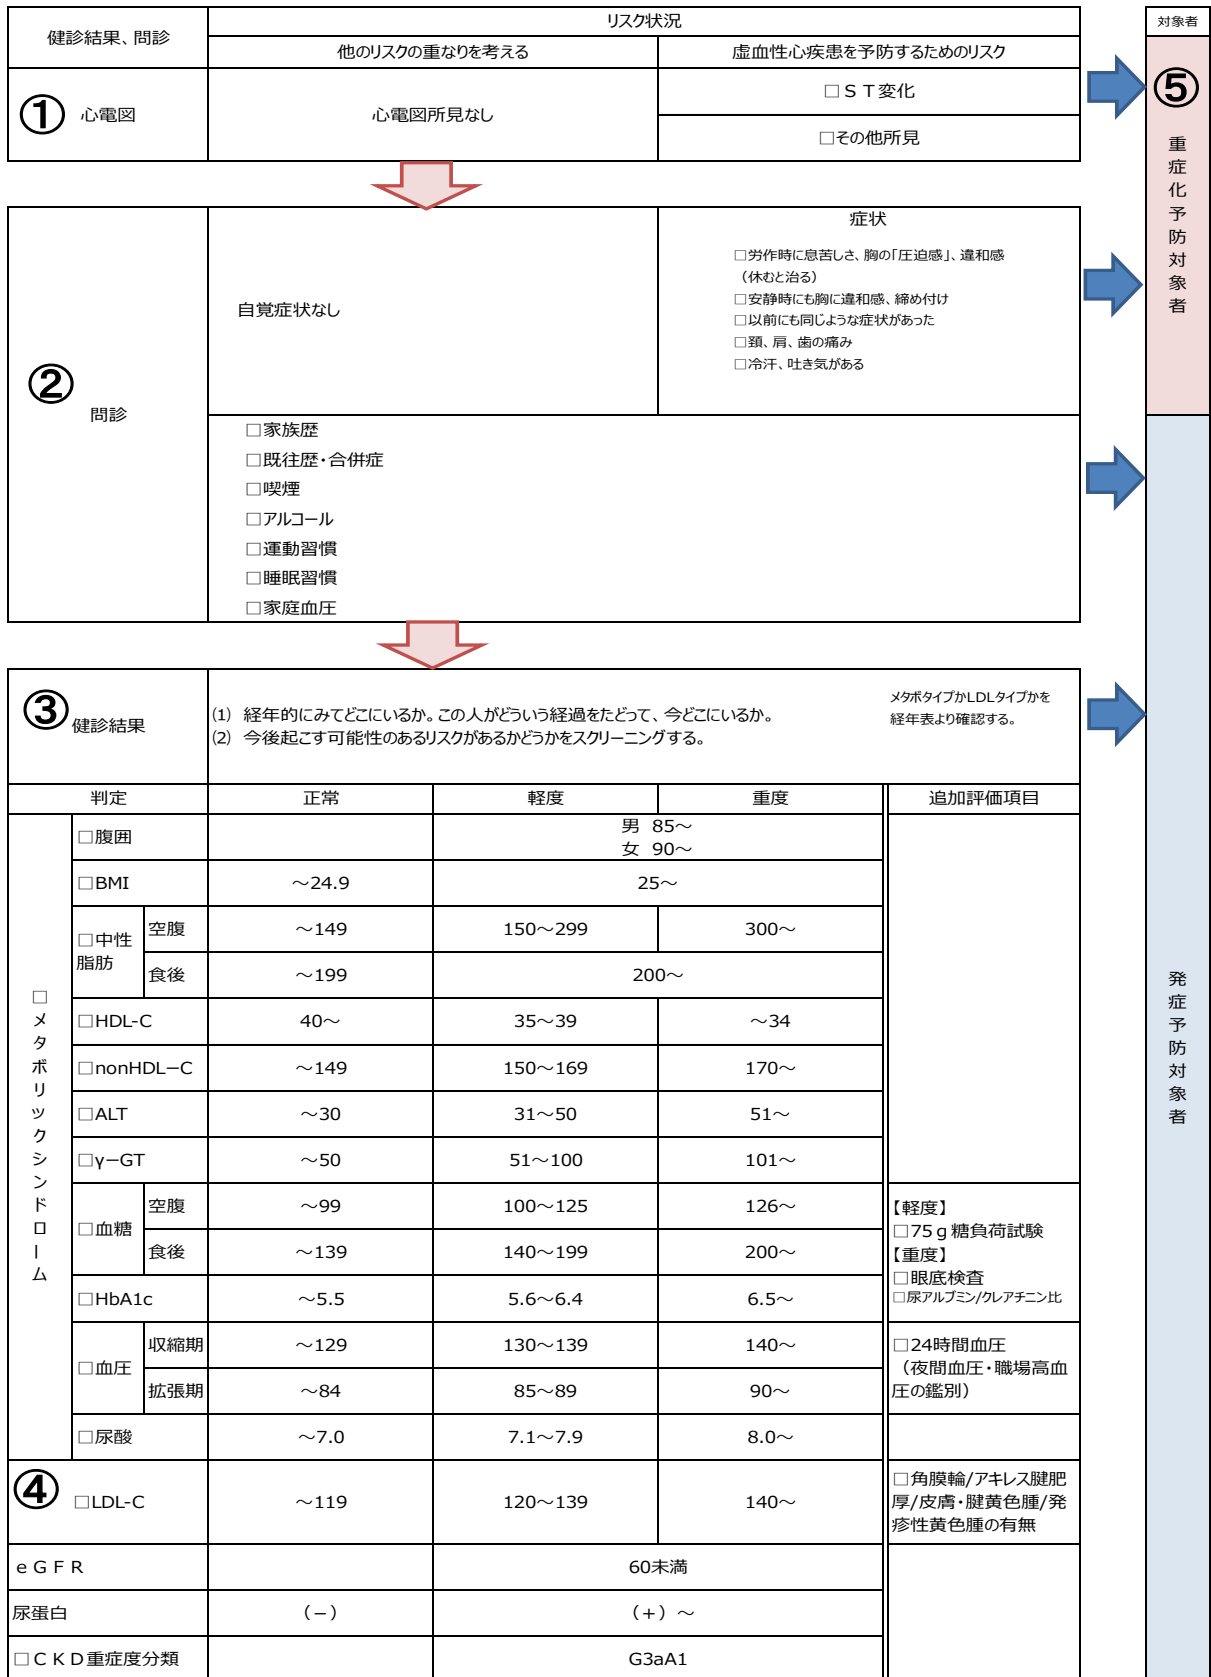 健診結果、問診
リスク状況
対象者
他のリスクの重なりを考える
虚血性心疾患を予防するためのリスク
① 心電図
心電図所見なし
□ＳＴ変化
□その他所見
⑤
重症化予防対象者
② 問診
自覚症状なし
症状
□労作時に息苦しさ、胸の「圧迫感」、違和感
（休むと治る）
□安静時にも胸に違和感、締め付け
□以前にも同じような症状があった
□頚、肩、歯の痛み
□冷汗、吐き気がある
□家族歴
□既往歴・合併症
□喫煙
□アルコール
□運動習慣
□睡眠習慣
□家庭血圧
③ 健診結果
⑴ 経年的にみてどこにいるか。この人がどういう経過をたどって、今どこにいるか。
⑵ 今後起こす可能性のあるリスクがあるかどうかをスクリーニングする。
メタボタイプかLDLタイプかを
経年表より確認する。
発症予防対象者
判定 正常 軽度 重度 追加評価項目
□メタボリックシンドローム
□腹囲
男 85～
女 90～
□BMI ～24.9 25～
□中性
脂肪
空腹 ～149 150～299 300～
食後 ～199 200～
□HDL-C 40～ 35～39 ～34
□nonHDL－C ～149 150～169 170～
□ALT ～30 31～50 51～
□γ－GT ～50 51～100 101～
□血糖
空腹 ～99 100～125 126～
食後 ～139 140～199 200～
□HbA1c ～5.5 5.6～6.4 6.5～
【軽度】
□75ｇ糖負荷試験
【重度】
□眼底検査
□尿アルブミン/クレアチニン比
□血圧
収縮期 ～129 130～139 140～
拡張期 ～84 85～89 90～
□24時間血圧
（夜間血圧・職場高血
圧の鑑別）
□尿酸 ～7.0 7.1～7.9 8.0～
④ □LDL-C ～119 120～139 140～
□角膜輪/アキレス腱肥
厚/皮膚・腱黄色腫/発
疹性黄色腫の有無
ｅＧＦＲ 60未満
尿蛋白 （－） （+）～
□ＣＫＤ重症度分類 G3aA1